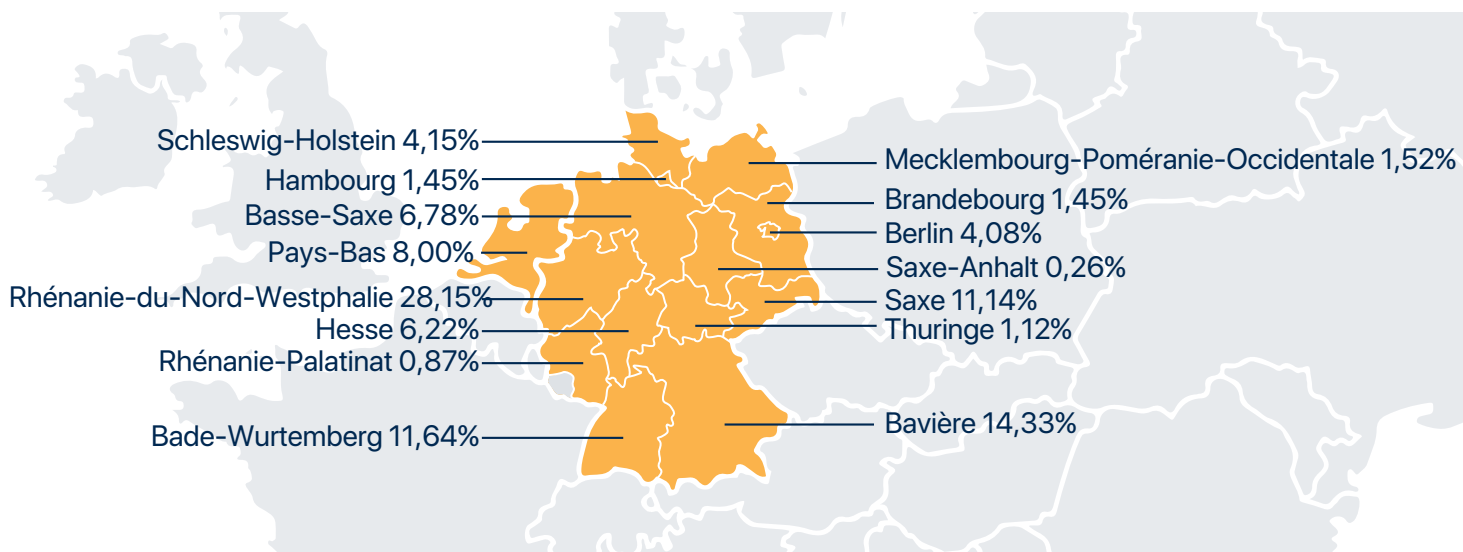 Schleswig-Holstein 4,15%
Hambourg 1,45%
Basse-Saxe 6,78%
Pays-Bas 8,00%
Rhénanie-du-Nord-Westphalie 28,15%
Hesse 6,22%
Rhénanie-Palatinat 0,87%
Bade-Wurtemberg 11,64%
Mecklembourg-Poméranie-Occidentale 1,52%
Brandebourg 1,45%
Berlin 4,08%
Saxe-Anhalt 0,26%
Saxe 11,14%
Thuringe 1,12%
Bavière 14,33%